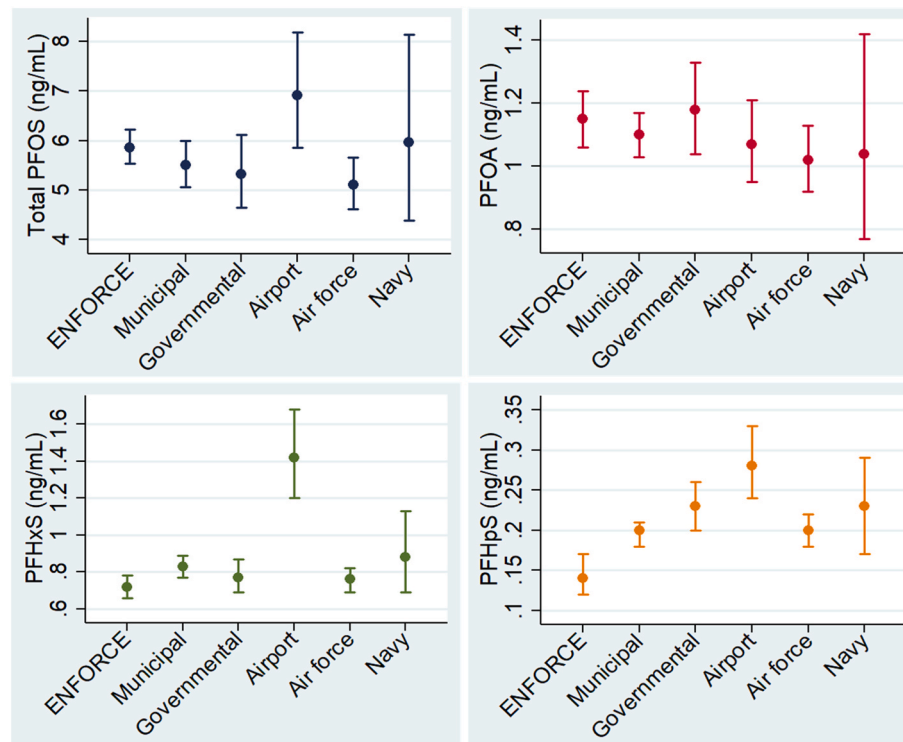 Total PFOS (ng/mL)
8
7
6
5
4
ENFORCE
Municipal
Governmental
Airport
Air force
Navy
PFOA (ng/mL)
1.4
1.2
1
.8
ENFORCE
Municipal
Governmental
Airport
Air force
Navy
PFHxS (ng/mL)
1.6
1.4
1.2
1
.8
.6
ENFORCE
Municipal
Governmental
Airport
Air force
Navy
PFHpS (ng/mL)
.35
.3
.25
.2
.15
.1
ENFORCE
Municipal
Governmental
Airport
Air force
Navy